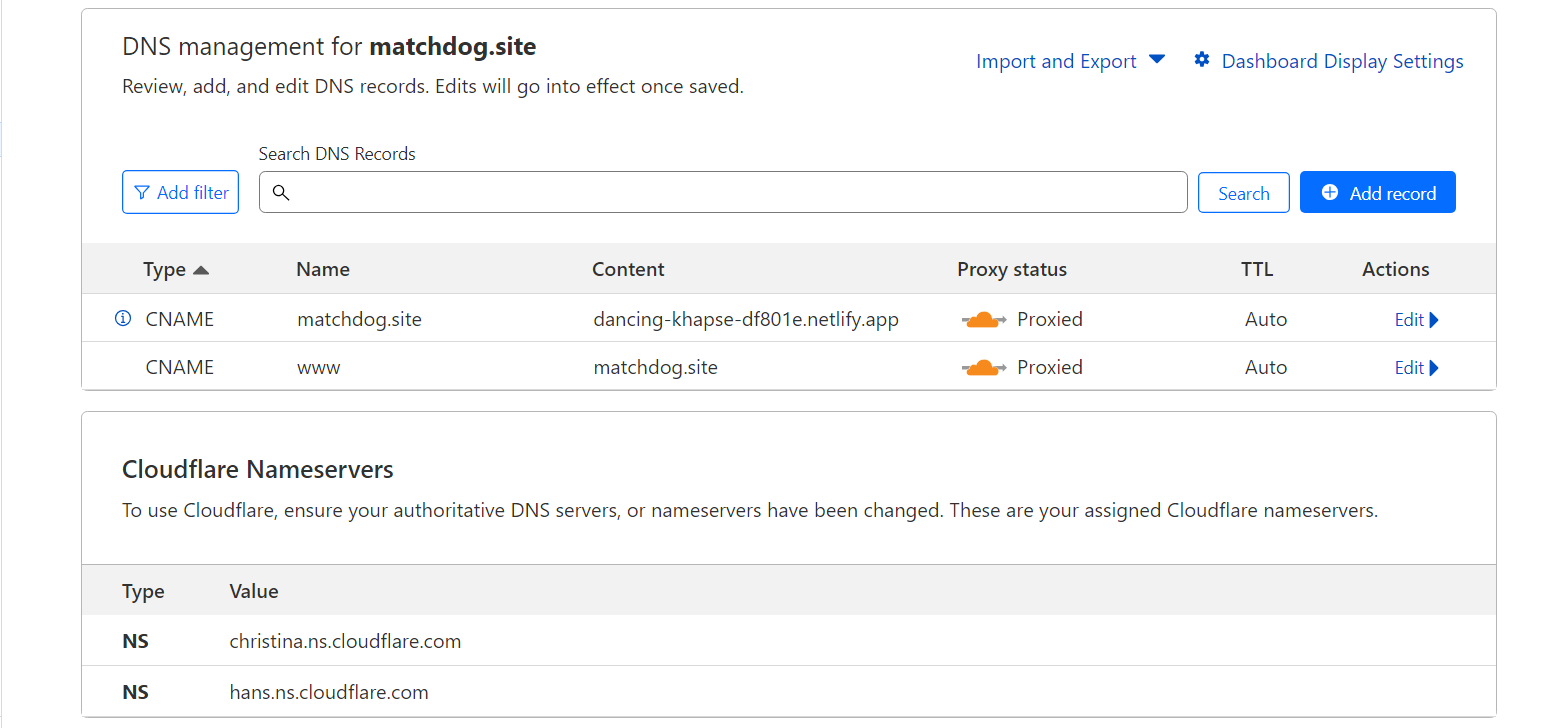 DNS management for matchdog.site
Import and Export
Dashboard Display Settings
Review, add, and edit DNS records. Edits will go into effect once saved.
Search DNS Records
Add filter
Search
Add record
Type Name Content Proxy status TTL Actions
CNAME matchdog.site dancing-khapse-df801e.netlify.app Proxied Auto Edit
CNAME www matchdog.site Proxied Auto Edit
Cloudflare Nameservers
To use Cloudflare, ensure your authoritative DNS servers, or nameservers have been changed. These are your assigned Cloudflare nameservers.
Type Value
NS christina.ns.cloudflare.com
NS hans.ns.cloudflare.com